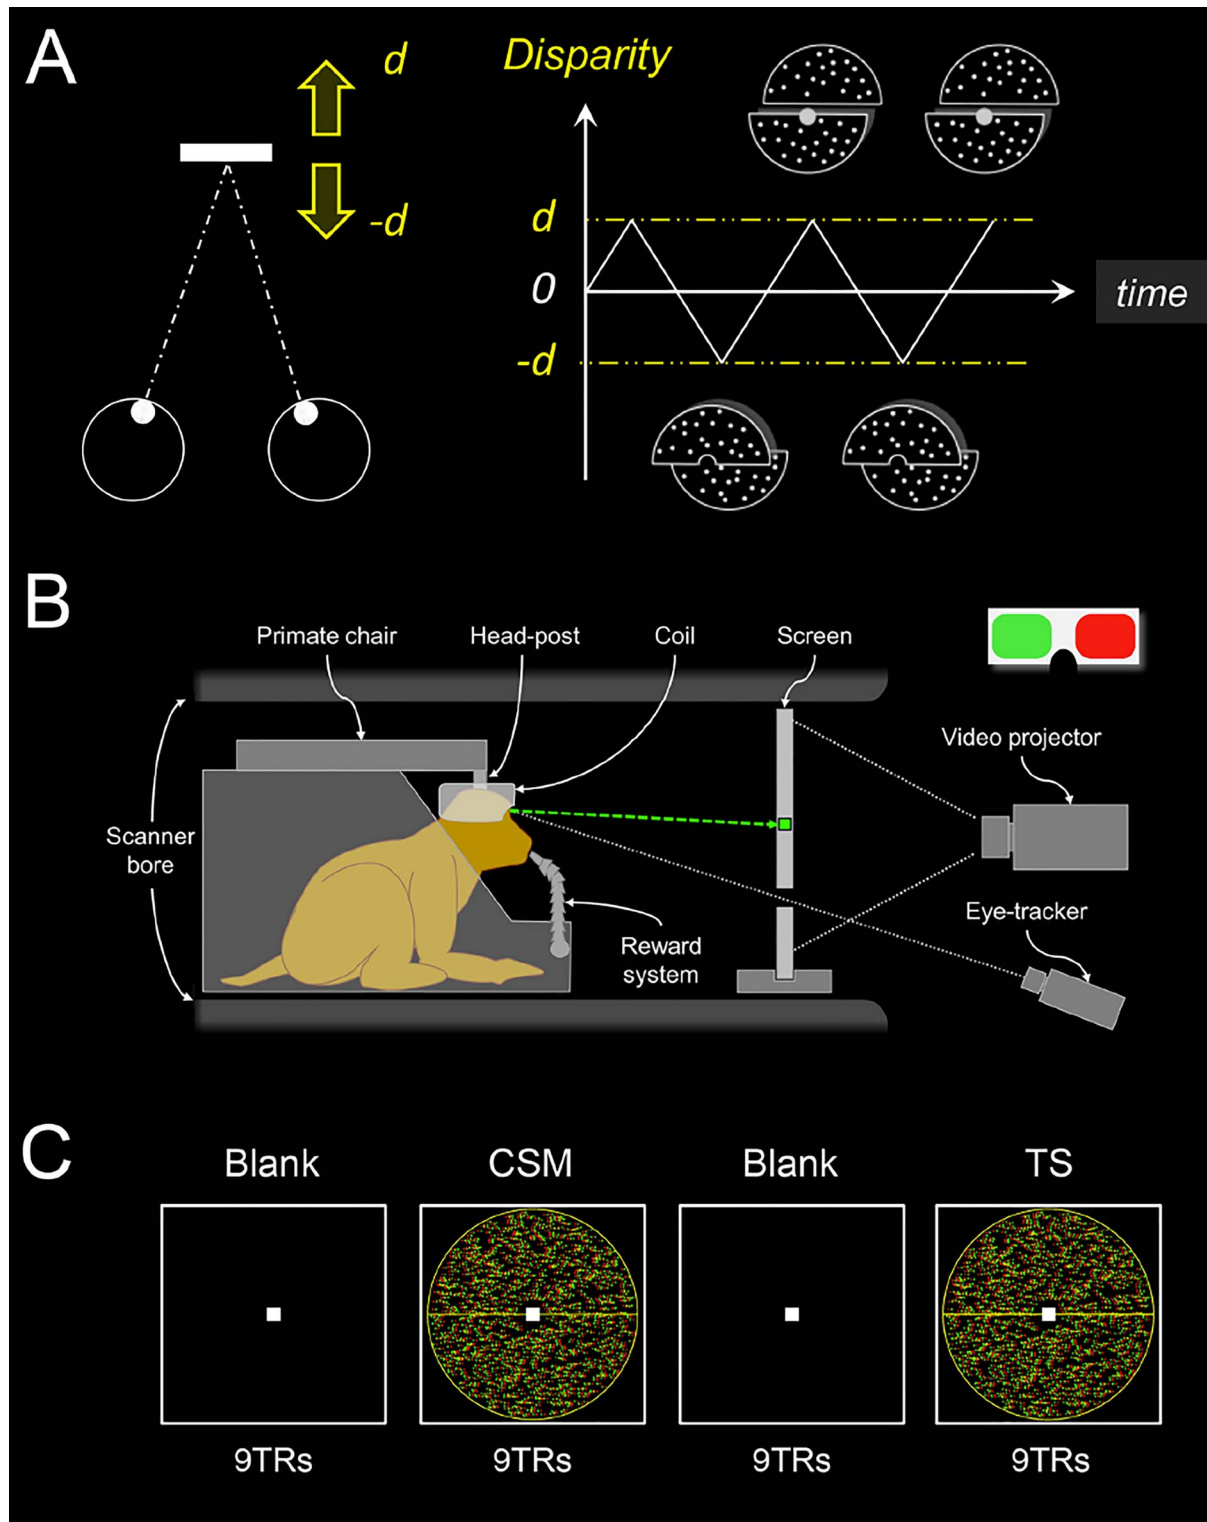 A
d
-d
Disparity
d
0
-d
time
B
Primate chair
Head-post
Coil
Screen
Video projector
Scanner
bore
Eye-tracker
Reward
system
C
Blank
CSM
Blank
TS
9TRs
9TRs
9TRs
9TRs